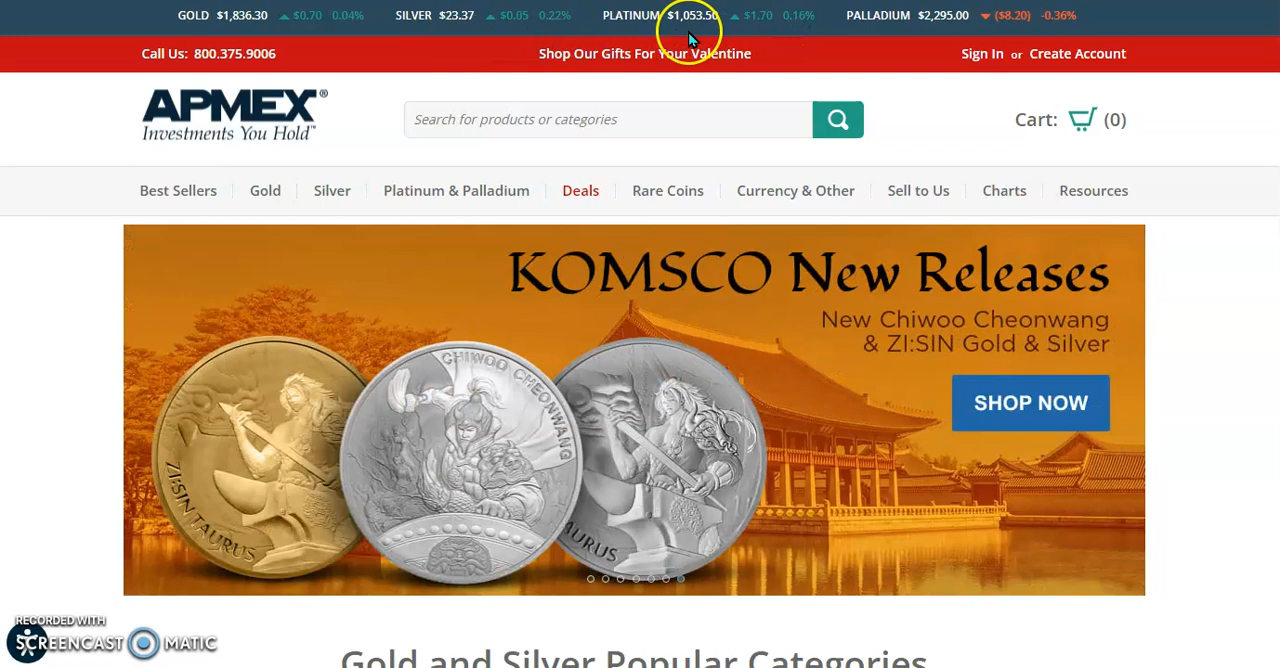 GOLD $1,836.30 ▲ $0.70 0.04% SILVER $23.37 ▲ $0.05 0.22% PLATINUM $1,053.50 ▲ $1.70 0.16% PALLADIUM $2,295.00 ▼ ($8.20) -0.36%
Call Us: 800.375.9006 Shop Our Gifts For Your Valentine Sign In or Create Account
APMEX®
Investments You Hold™
Search for products or categories
Cart: (0)
Best Sellers Gold Silver Platinum & Palladium Deals Rare Coins Currency & Other Sell to Us Charts Resources
KOMSCO New Releases
New Chiwoo Cheonwang
& ZI:SIN Gold & Silver
SHOP NOW
ZI:SIN TAURUS
CHIWOO CHEONWANG
AURUS
RECORDED WITH
SCREENCAST MATIC
Gold and Silver Popular Categories